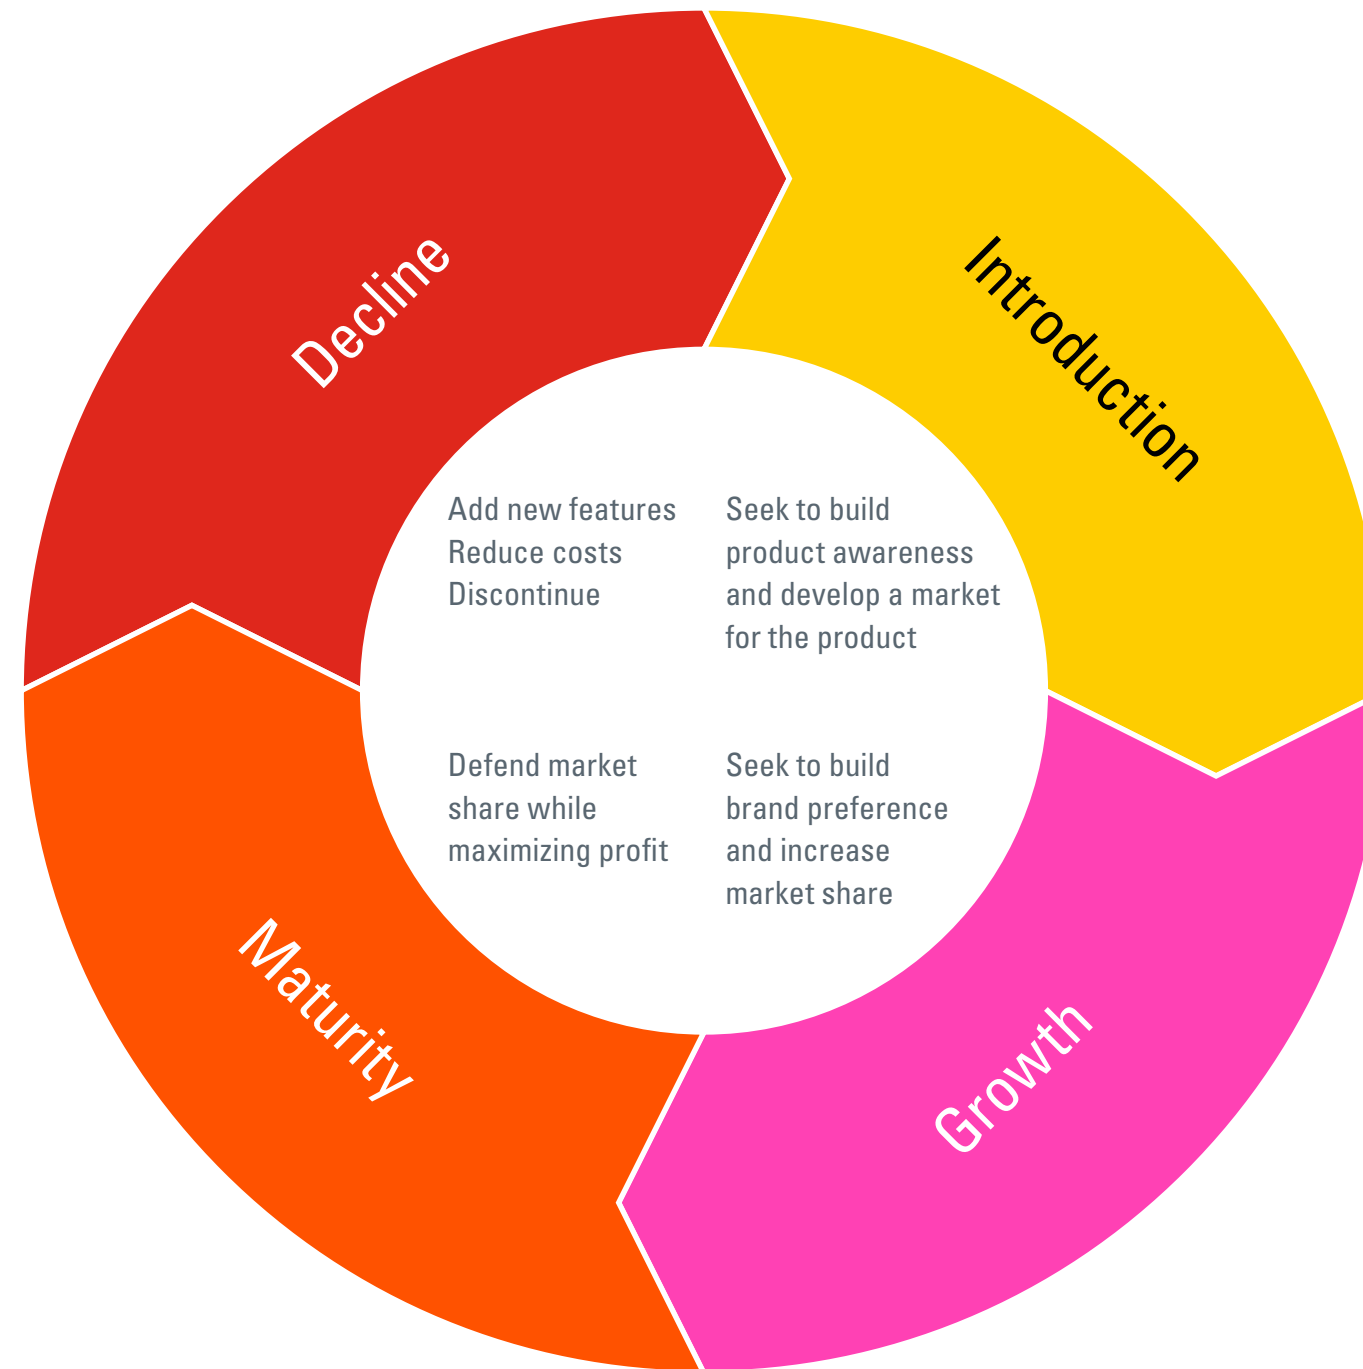 Decline
Introduction
Add new features
Reduce costs
Discontinue
Seek to build
product awareness
and develop a market
for the product
Defend market
share while
maximizing profit
Seek to build
brand preference
and increase
market share
Maturity
Growth